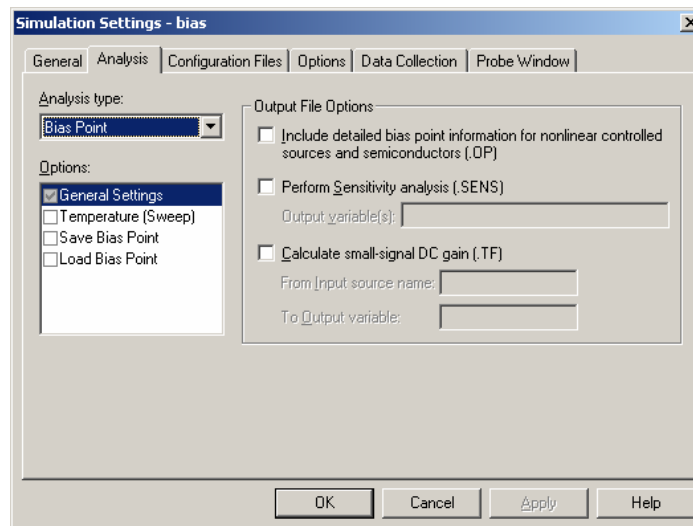 Simulation Settings - bias
General Analysis Configuration Files Options Data Collection Probe Window
Analysis type:
Bias Point
Options:
General Settings
Temperature (Sweep)
Save Bias Point
Load Bias Point
Output File Options
Include detailed bias point information for nonlinear controlled
sources and semiconductors (.OP)
Perform Sensitivity analysis (.SENS)
Output variable(s):
Calculate small-signal DC gain (.TF)
From Input source name:
To Output variable:
OK Cancel Apply Help